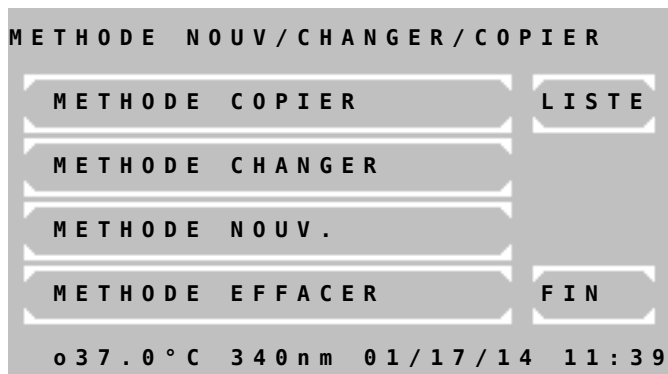 METHODE NOUV/CHANGER/COPIER
METHODE COPIER LISTE
METHODE CHANGER
METHODE NOUV.
METHODE EFFACER FIN
o37.0°C 340nm 01/17/14 11:39